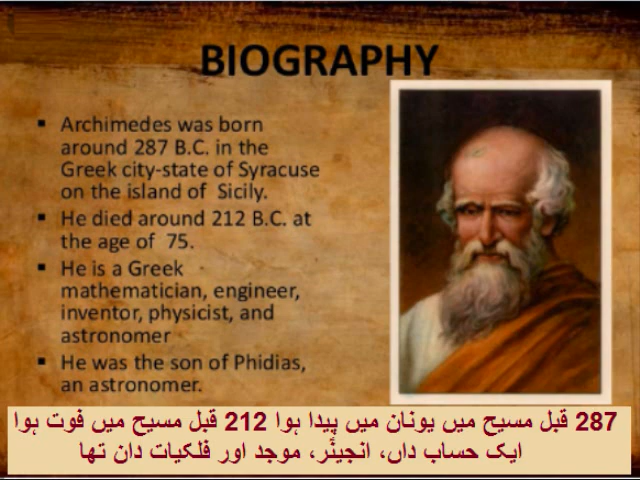 BIOGRAPHY
▪ Archimedes was born
around 287 B.C. in the
Greek city-state of Syracuse
on the island of Sicily.
▪ He died around 212 B.C. at
the age of 75.
▪ He is a Greek
mathematician, engineer,
inventor, physicist, and
astronomer
▪ He was the son of Phidias,
an astronomer.
287 قبل مسیح میں یونان میں پیدا ہوا 212 قبل مسیح میں فوت ہوا
ایک حساب داں، انجینٔر، موجد اور فلکیات دان تھا